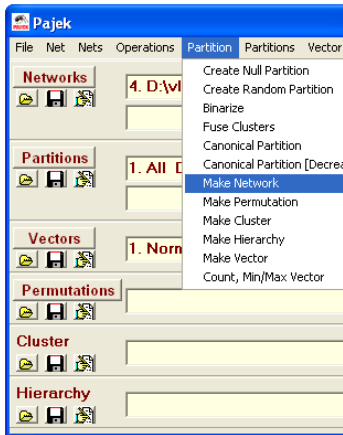 Pajek
File Net Nets Operations Partition Partitions Vector
Networks
4. D:\vl
Partitions
1. All
Vectors
1. Norn
Permutations
Cluster
Hierarchy
Create Null Partition
Create Random Partition
Binarize
Fuse Clusters
Canonical Partition
Canonical Partition [Decrea
Make Network
Make Permutation
Make Cluster
Make Hierarchy
Make Vector
Count, Min/Max Vector